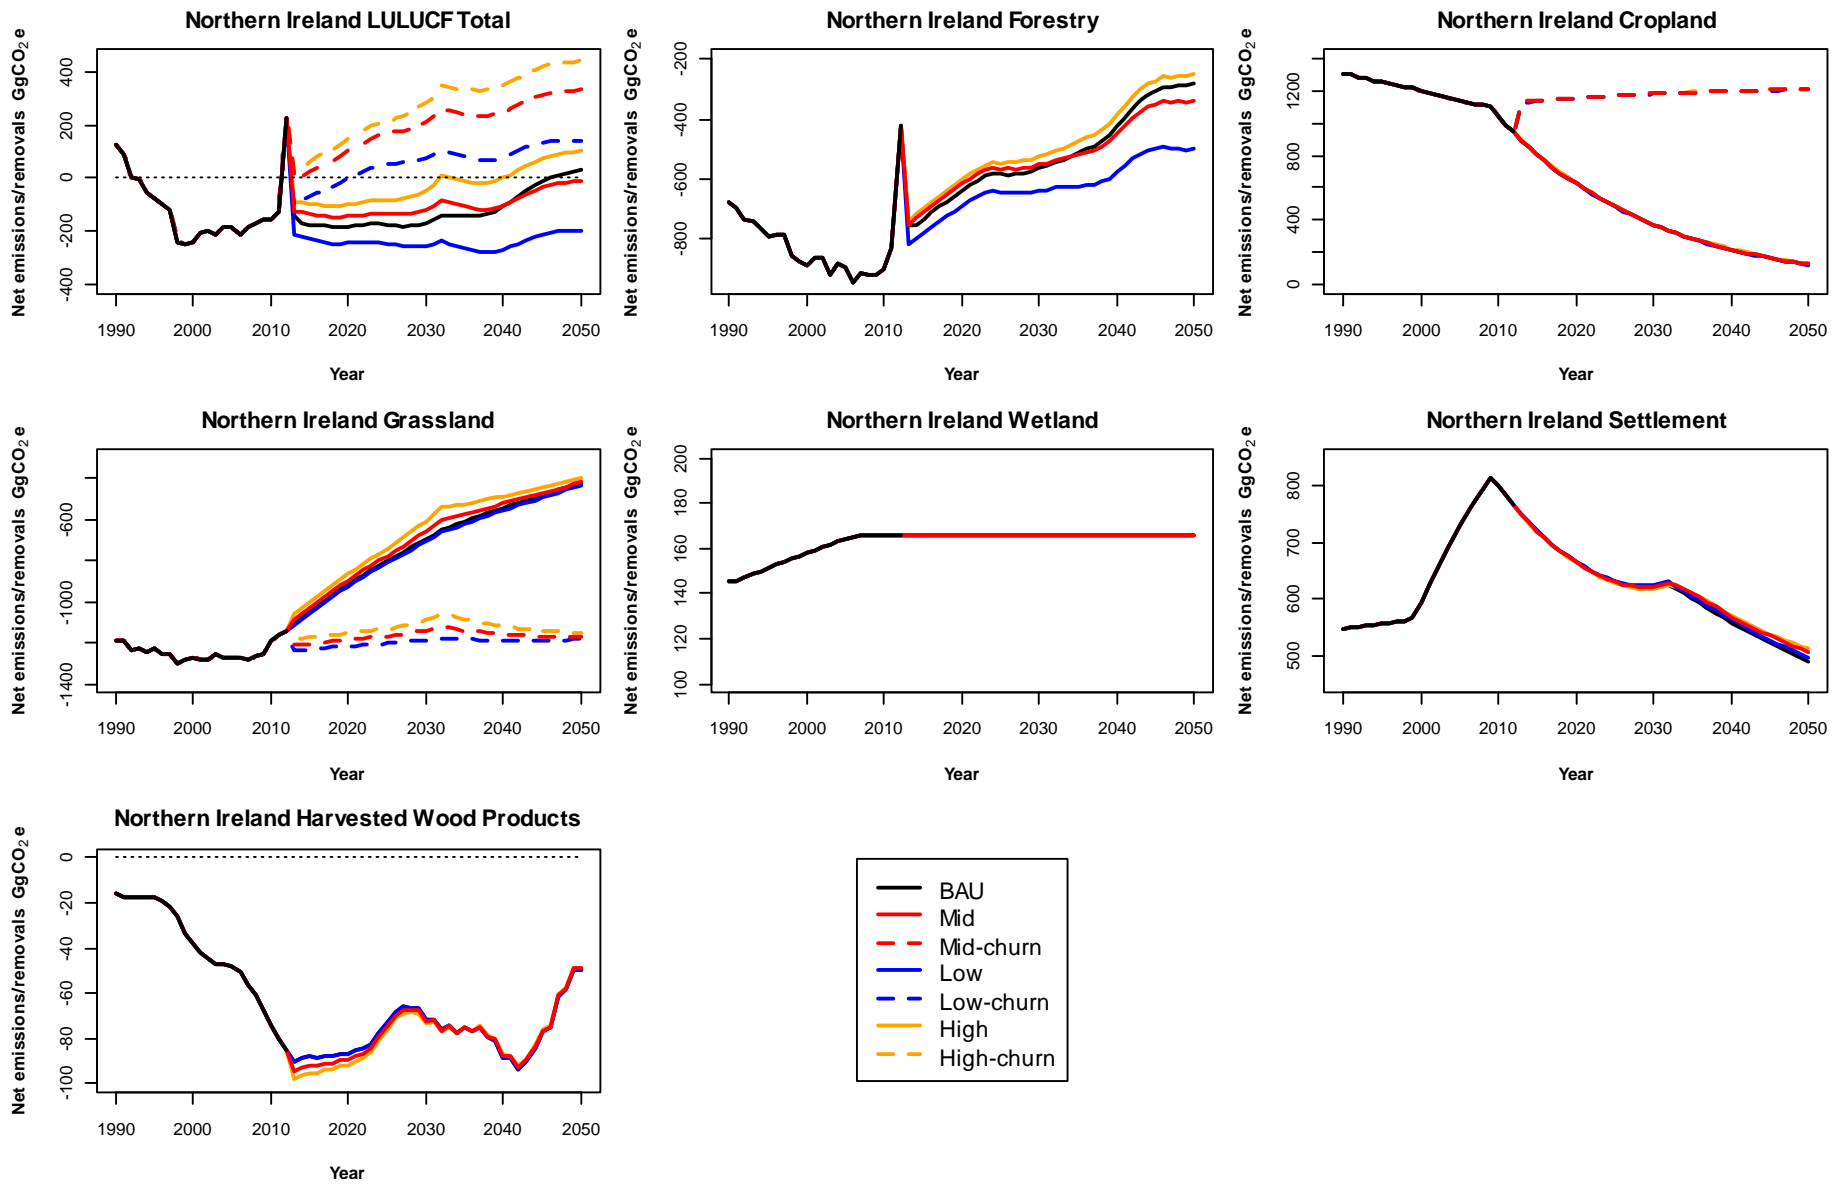 Northern Ireland LULUCF Total
Net emissions/removals GgCO2e
400
200
0
-200
-400
1990 2000 2010 2020 2030 2040 2050
Year
Northern Ireland Forestry
Net emissions/removals GgCO2e
-200
-400
-600
-800
1990 2000 2010 2020 2030 2040 2050
Year
Northern Ireland Cropland
Net emissions/removals GgCO2e
1200
800
400
0
1990 2000 2010 2020 2030 2040 2050
Year
Northern Ireland Grassland
Net emissions/removals GgCO2e
-600
-1000
-1400
1990 2000 2010 2020 2030 2040 2050
Year
Northern Ireland Wetland
Net emissions/removals GgCO2e
200
180
160
140
120
100
1990 2000 2010 2020 2030 2040 2050
Year
Northern Ireland Settlement
Net emissions/removals GgCO2e
800
700
600
500
1990 2000 2010 2020 2030 2040 2050
Year
Northern Ireland Harvested Wood Products
Net emissions/removals GgCO2e
0
-20
-40
-60
-80
-100
1990 2000 2010 2020 2030 2040 2050
Year
BAU
Mid
Mid-churn
Low
Low-churn
High
High-churn